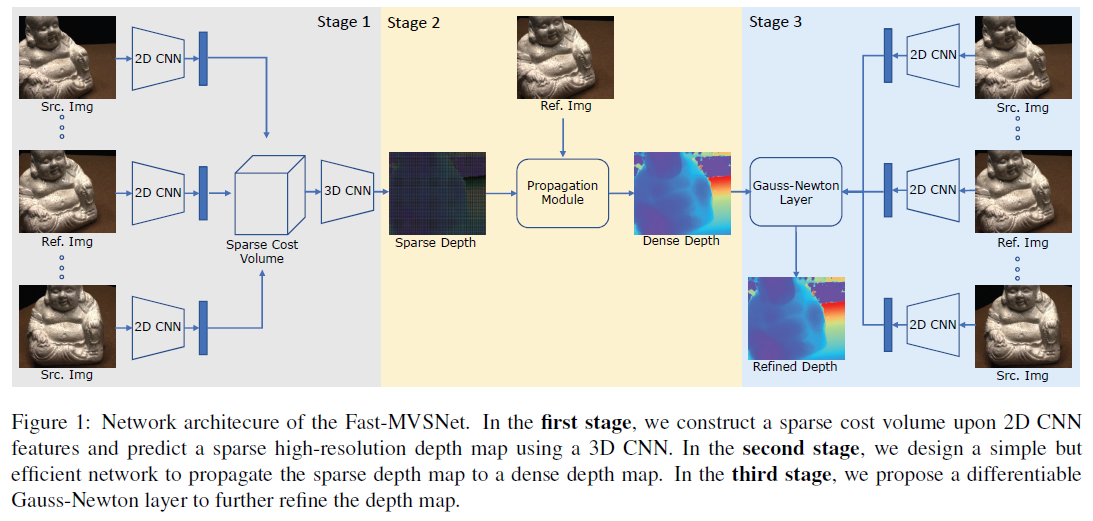 Stage 1
Stage 2
Stage 3
2D CNN
Src. Img
2D CNN
Ref. Img
2D CNN
Src. Img
Sparse Cost
Volume
3D CNN
Sparse Depth
Ref. Img
Propagation
Module
Dense Depth
Gauss-Newton
Layer
Refined Depth
2D CNN
Src. Img
2D CNN
Ref. Img
2D CNN
Src. Img
Figure 1: Network architecure of the Fast-MVSNet. In the first stage, we construct a sparse cost volume upon 2D CNN
features and predict a sparse high-resolution depth map using a 3D CNN. In the second stage, we design a simple but
efficient network to propagate the sparse depth map to a dense depth map. In the third stage, we propose a differentiable
Gauss-Newton layer to further refine the depth map.